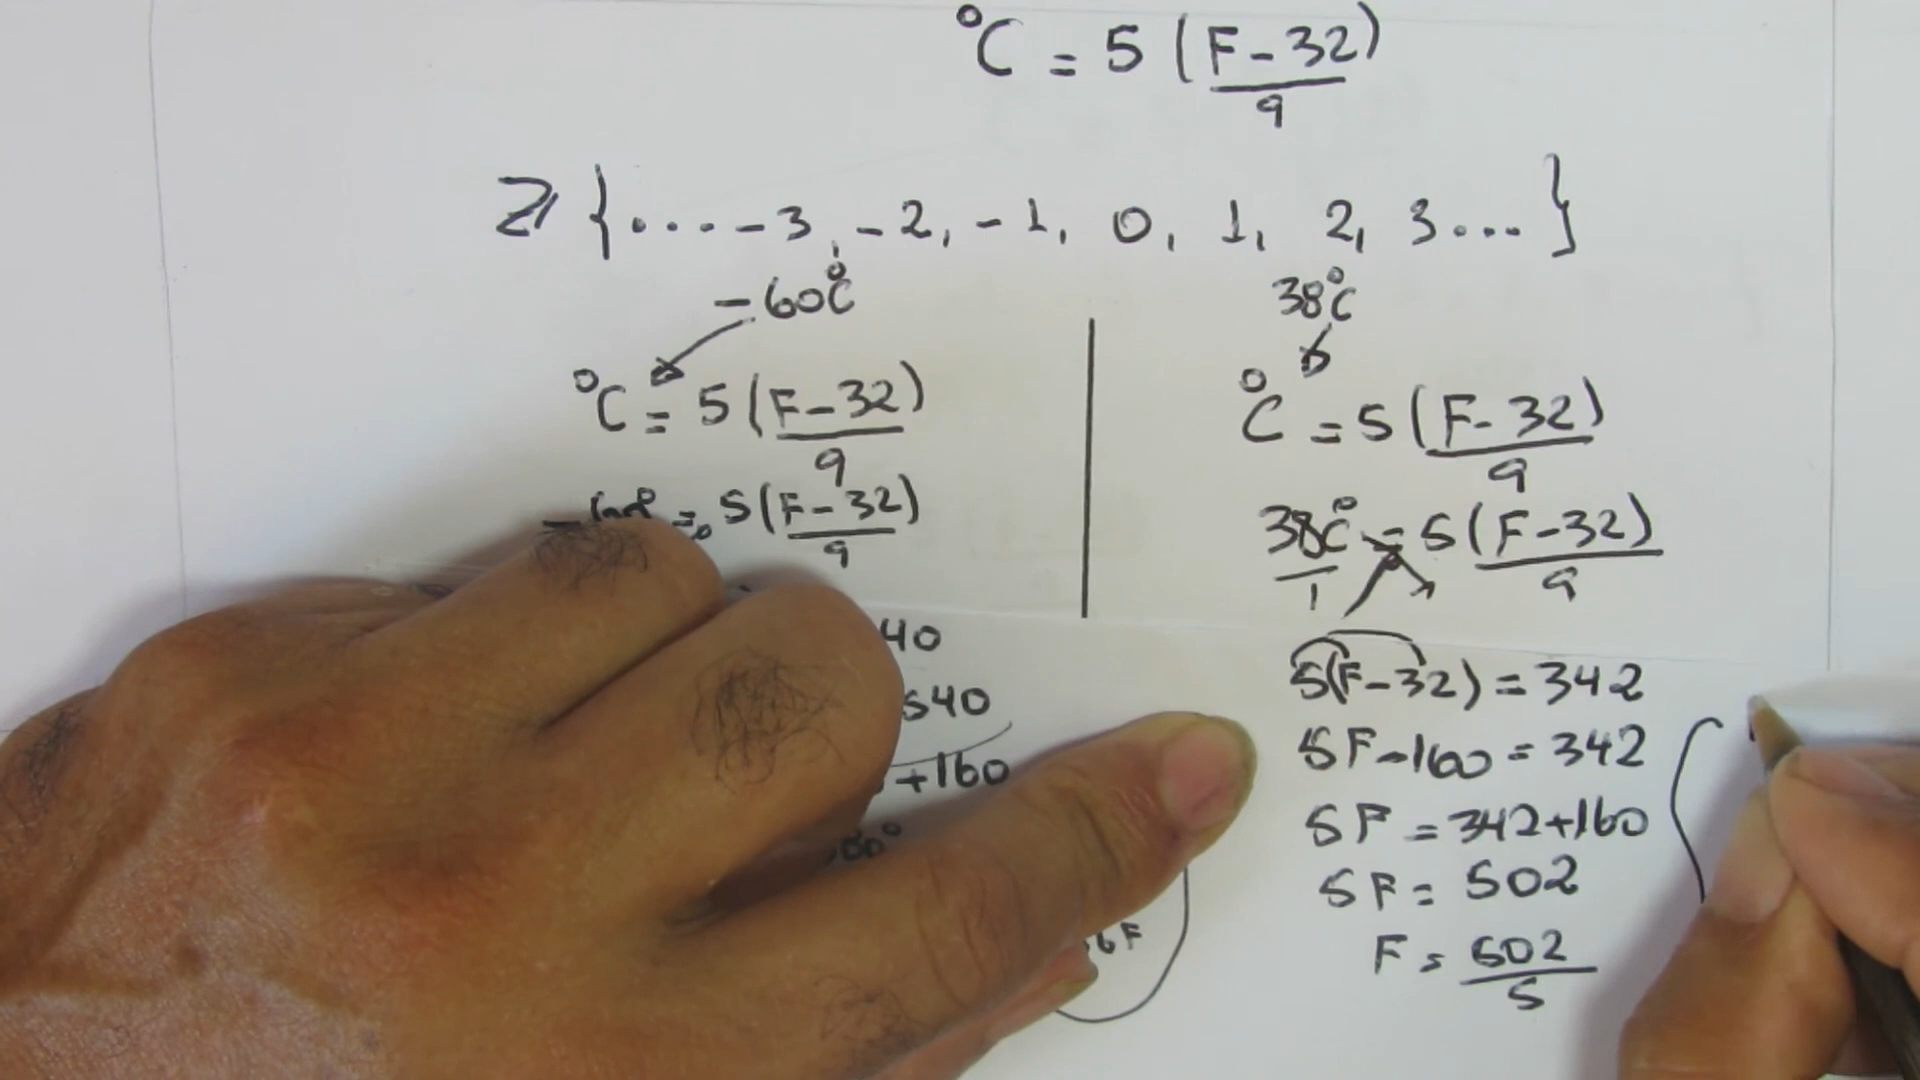 °C = 5 (F - 32)
9
Z { .... -3, -2, -1, 0, 1, 2, 3.... }
-60°C
°C = 5 (F - 32)
9
-60° = 5 (F - 32)
9
40
540
+160
6F
38°C
°C = 5 (F - 32)
9
38°C = 5 (F - 32)
1 9
5(F - 32) = 342
5F - 160 = 342
5F = 342 + 160
5F = 502
F = 502
5